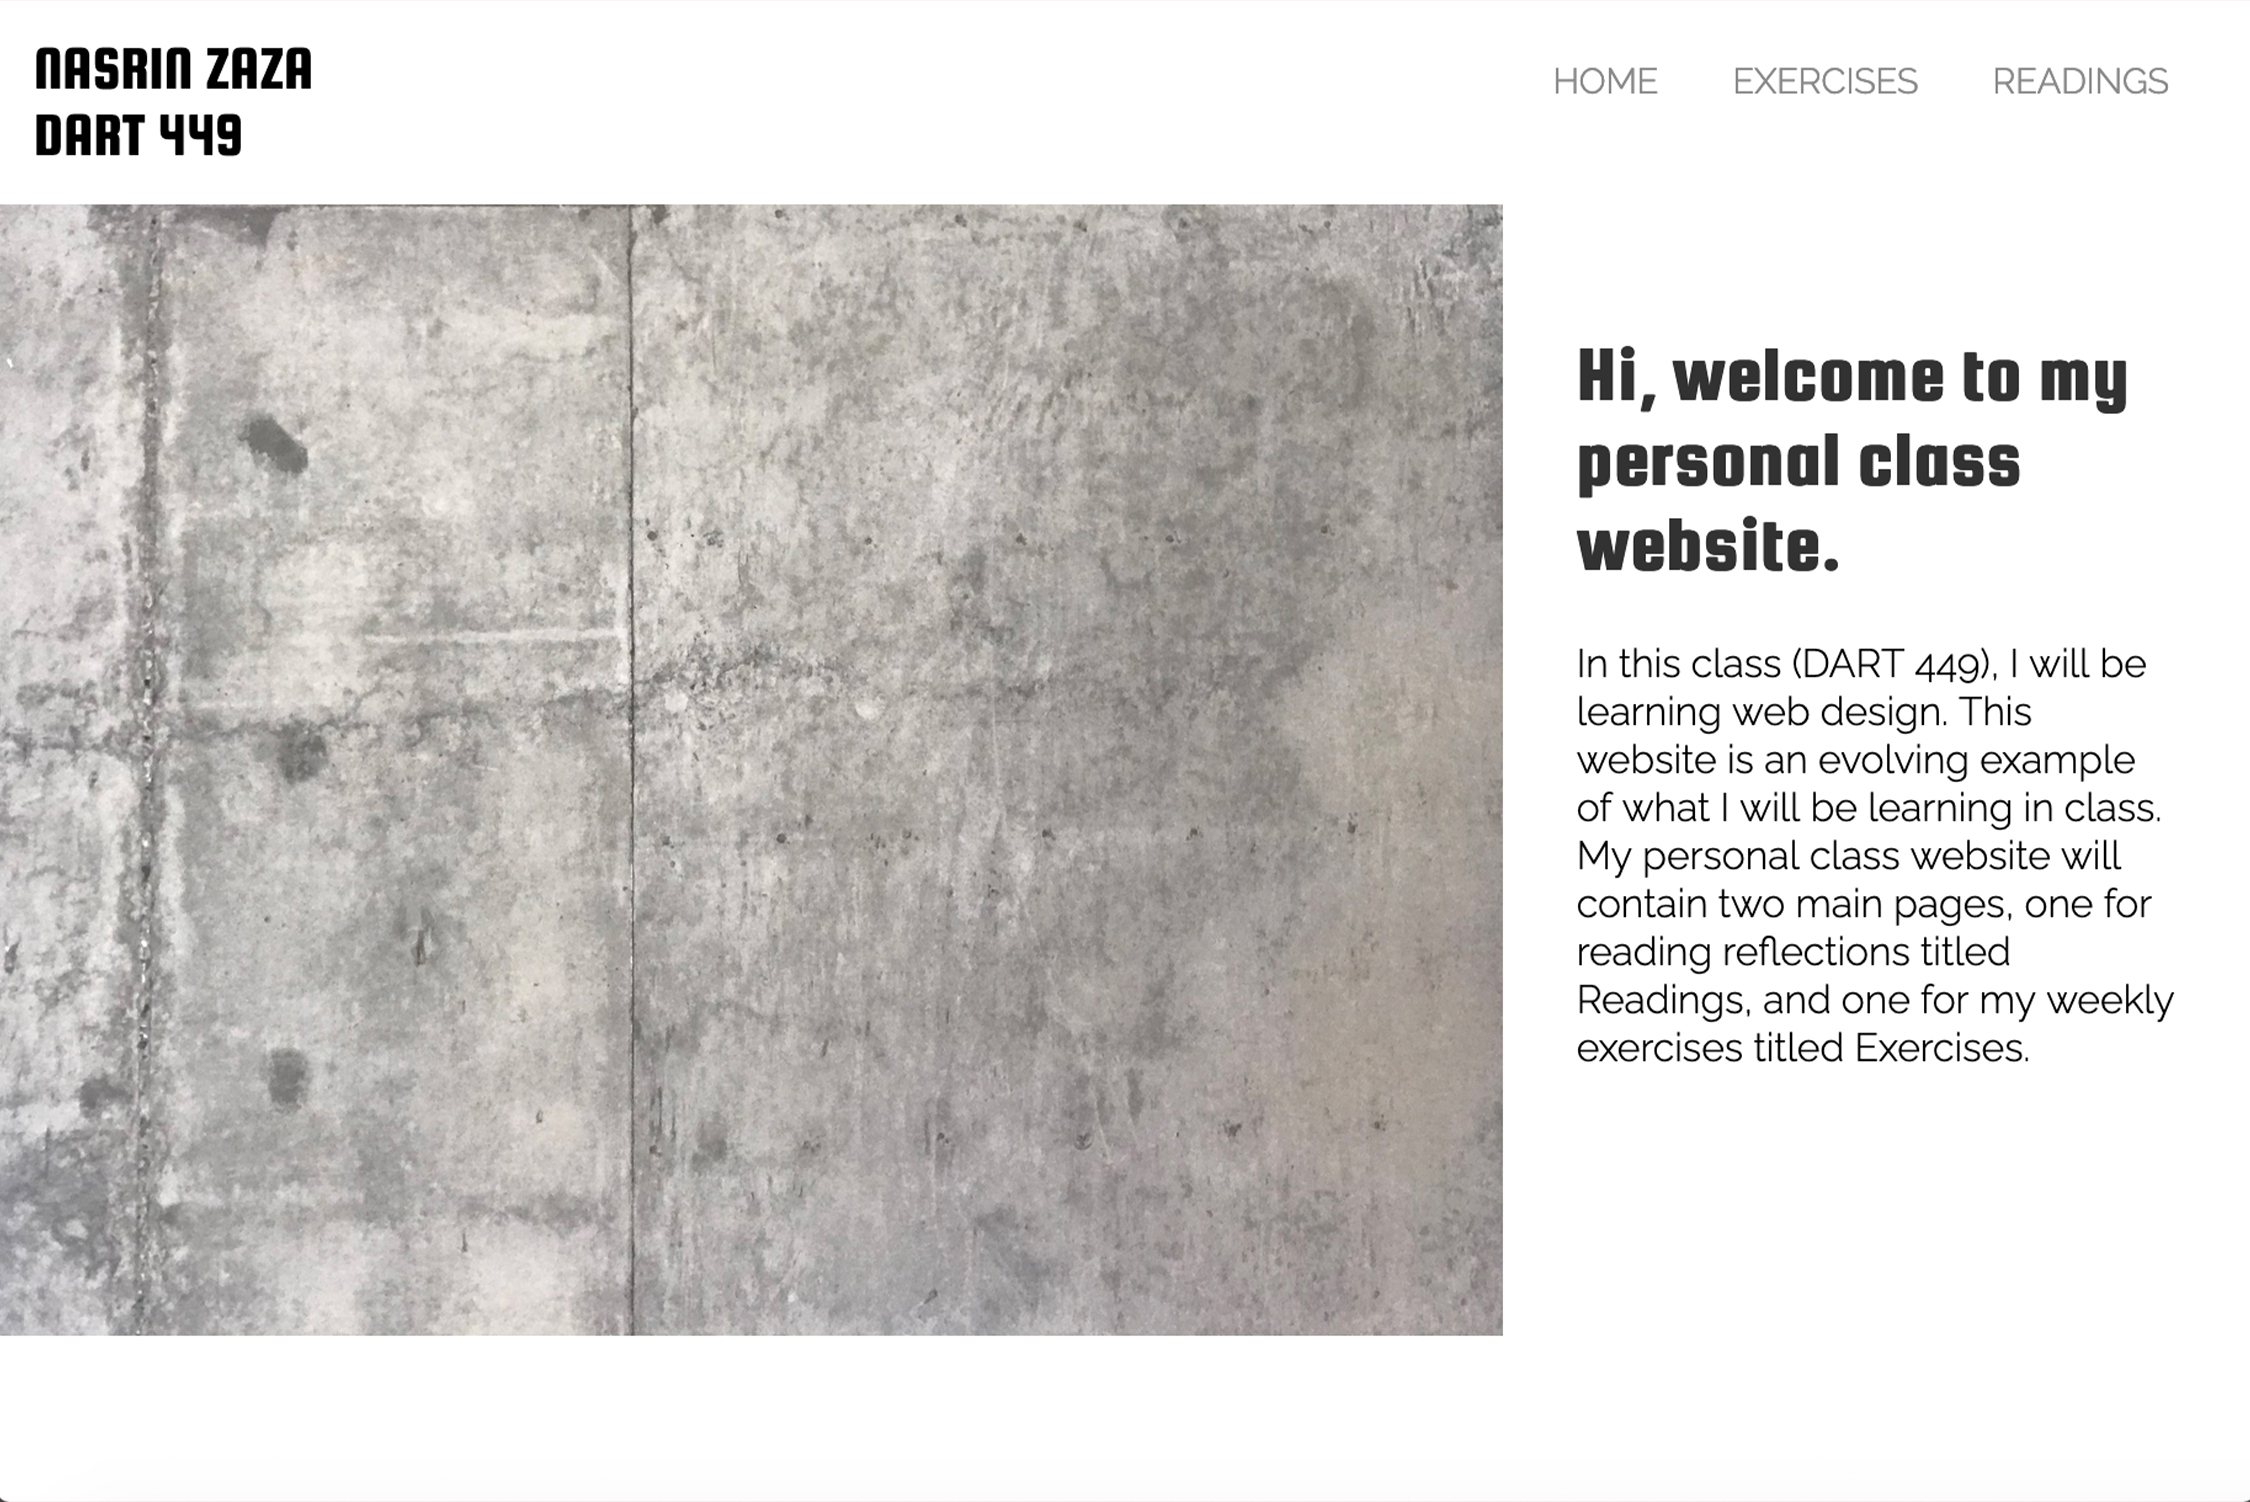 NASRIN ZAZA
DART 449
HOME EXERCISES READINGS
Hi, welcome to my
personal class
website.
In this class (DART 449), I will be
learning web design. This
website is an evolving example
of what I will be learning in class.
My personal class website will
contain two main pages, one for
reading reflections titled
Readings, and one for my weekly
exercises titled Exercises.